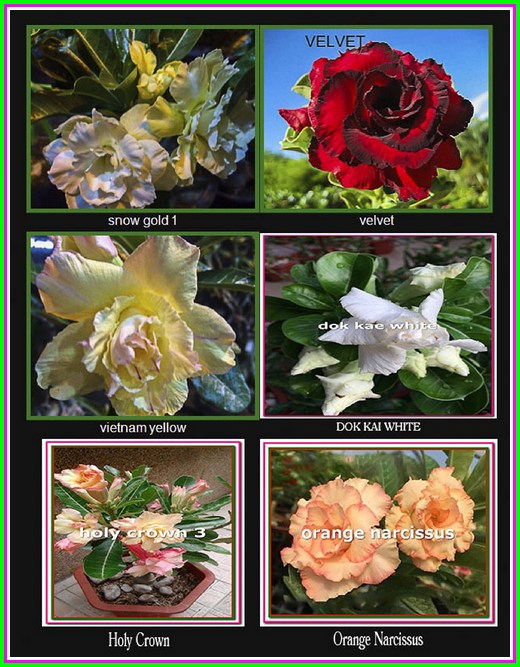 VELVET
snow gold 1
velvet
vietnam yellow
dok kae white
DOK KAI WHITE
holy crown 3
orange narcissus
Holy Crown
Orange Narcissus